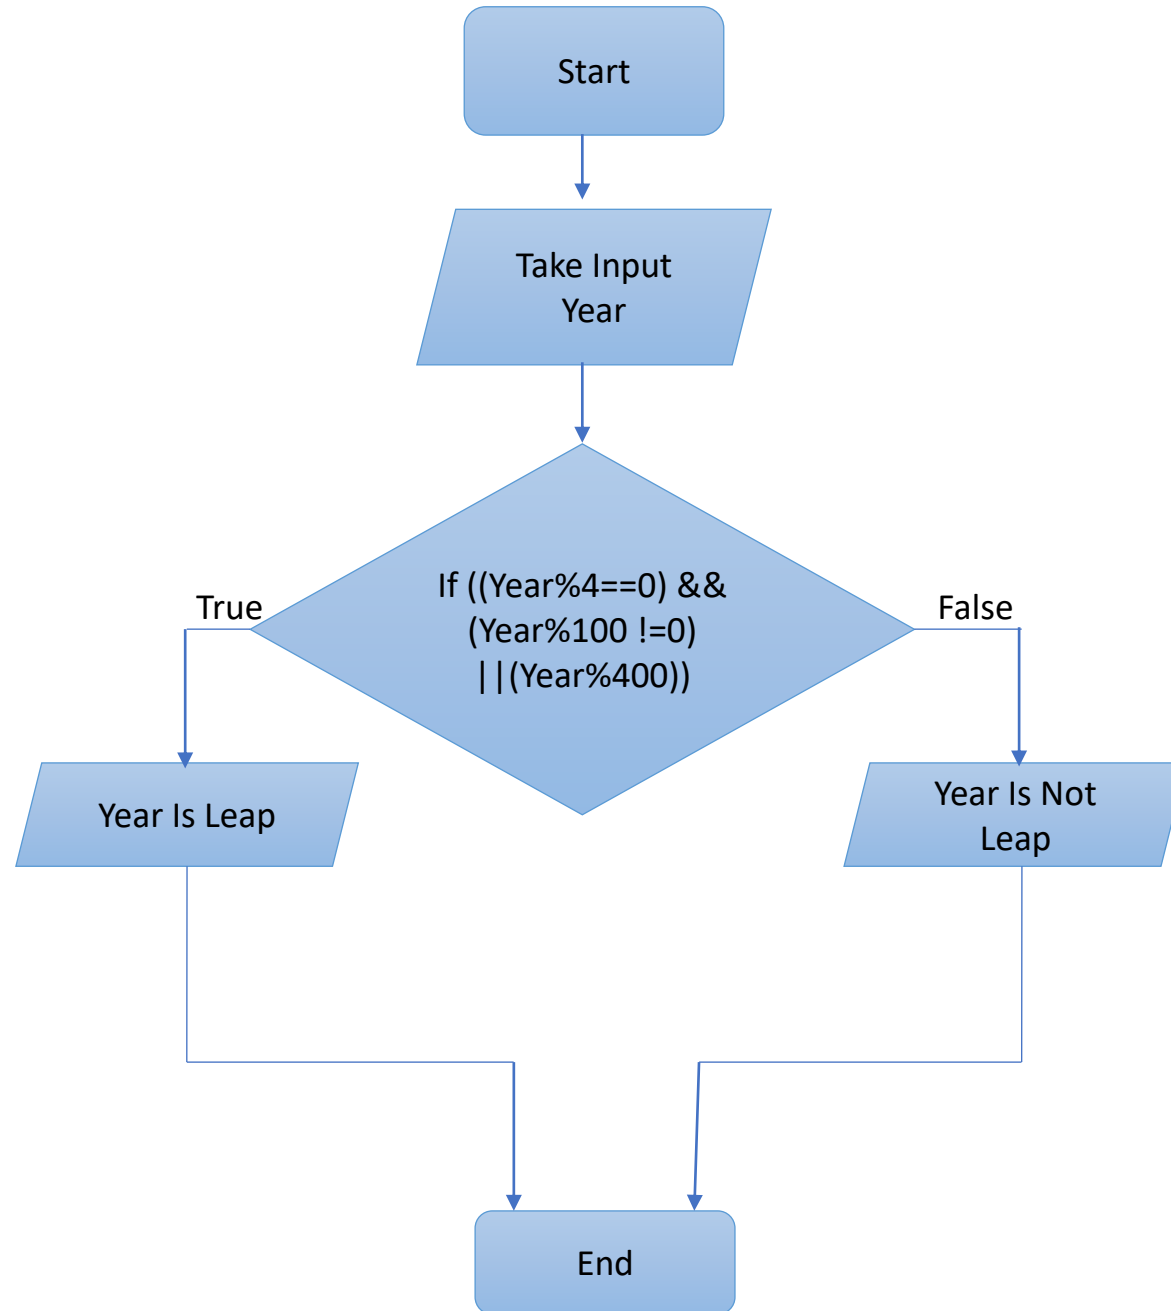 Start
Take Input
Year
If ((Year%4==0) &&
(Year%100 !=0)
||(Year%400))
True
False
Year Is Leap
Year Is Not
Leap
End